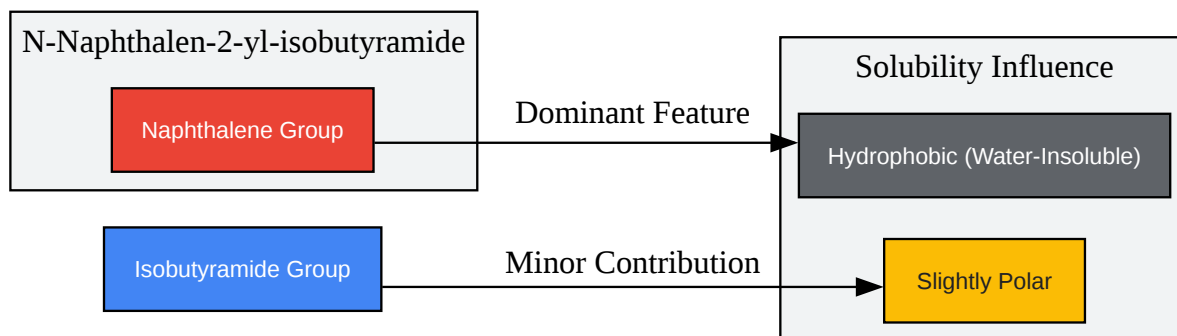 N-Naphthalen-2-yl-isobutyramide
Naphthalene Group
Dominant Feature
Solubility Influence
Hydrophobic (Water-Insoluble)
Isobutyramide Group
Minor Contribution
Slightly Polar